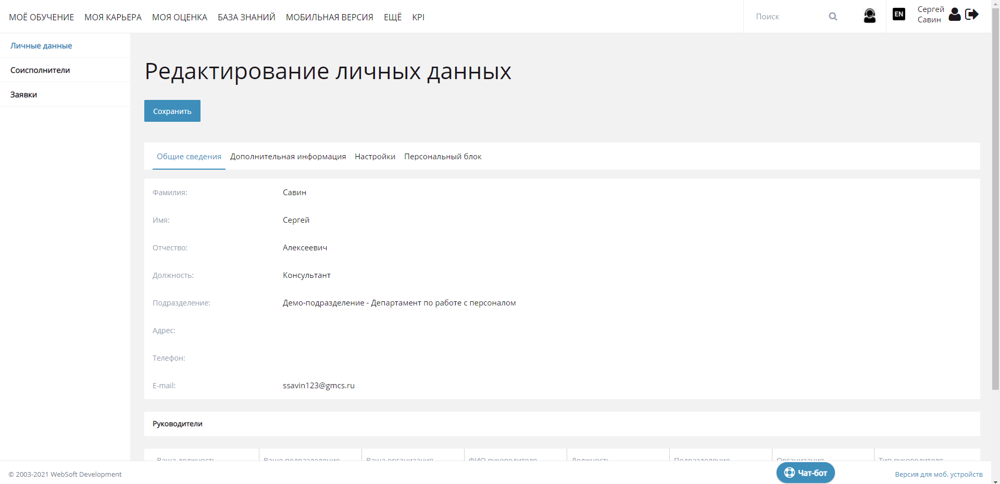 МОЁ ОБУЧЕНИЕ МОЯ КАРЬЕРА МОЯ ОЦЕНКА БАЗА ЗНАНИЙ МОБИЛЬНАЯ ВЕРСИЯ ЕЩЁ KPI
Поиск
EN
Сергей
Савин
Личные данные
Соисполнители
Заявки
Редактирование личных данных
Сохранить
Общие сведения Дополнительная информация Настройки Персональный блок
Фамилия: Савин
Имя: Сергей
Отчество: Алексеевич
Должность: Консультант
Подразделение: Демо-подразделение - Департамент по работе с персоналом
Адрес:
Телефон:
E-mail: ssavin123@gmcs.ru
Руководители
Ваша должность Ваше подразделение Ваша организация ФИО руководителя Должность Подразделение Организация Тип руководителя
© 2003-2021 WebSoft Development
Чат-бот
Версия для моб. устройств